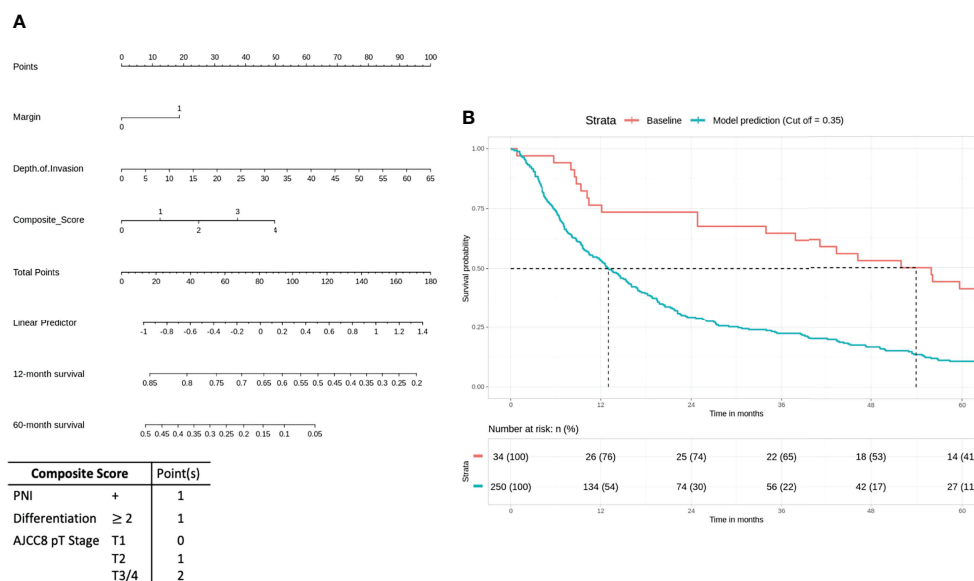 A
0 10 20 30 40 50 60 70 80 90 100
Points
1
Margin
0
Depth.of.Invasion
0 5 10 15 20 25 30 35 40 45 50 55 60 65
1 3
Composite_Score
0 2 4
Total Points
0 20 40 60 80 100 120 140 160 180
Linear Predictor
-1 -0.8 -0.6 -0.4 -0.2 0 0.2 0.4 0.6 0.8 1 1.2 1.4
12-month survival
0.85 0.8 0.75 0.7 0.65 0.6 0.55 0.5 0.45 0.4 0.35 0.3 0.25 0.2
60-month survival
0.5 0.45 0.4 0.35 0.3 0.25 0.2 0.15 0.1 0.05
Composite Score Point(s)
PNI + 1
Differentiation ≥ 2 1
AJCC8 pT Stage T1 0
T2 1
T3/4 2
B
Strata Baseline Model prediction (Cut of = 0.35)
1.00
0.75
0.50
0.25
0.00
Survival probability
0 12 24 36 48 60
Time in months
Number at risk: n (%)
Strata
34 (100) 26 (76) 25 (74) 22 (65) 18 (53) 14 (41
250 (100) 134 (54) 74 (30) 56 (22) 42 (17) 27 (11
0 12 24 36 48 60
Time in months